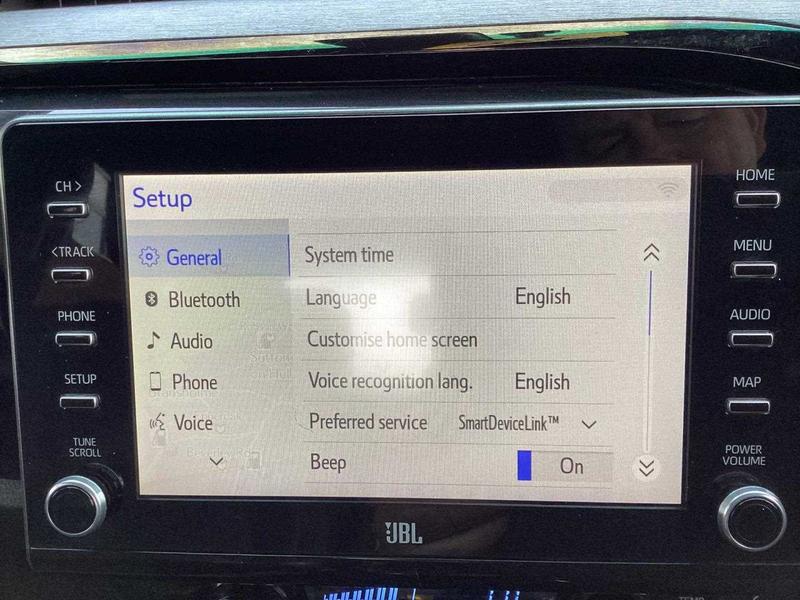 CH >
< TRACK
PHONE
SETUP
TUNE
SCROLL
Setup
General
Bluetooth
Audio
Phone
Voice
System time
Language English
Customise home screen
Voice recognition lang. English
Preferred service SmartDeviceLink™
Beep On
HOME
MENU
AUDIO
MAP
POWER
VOLUME
JBL